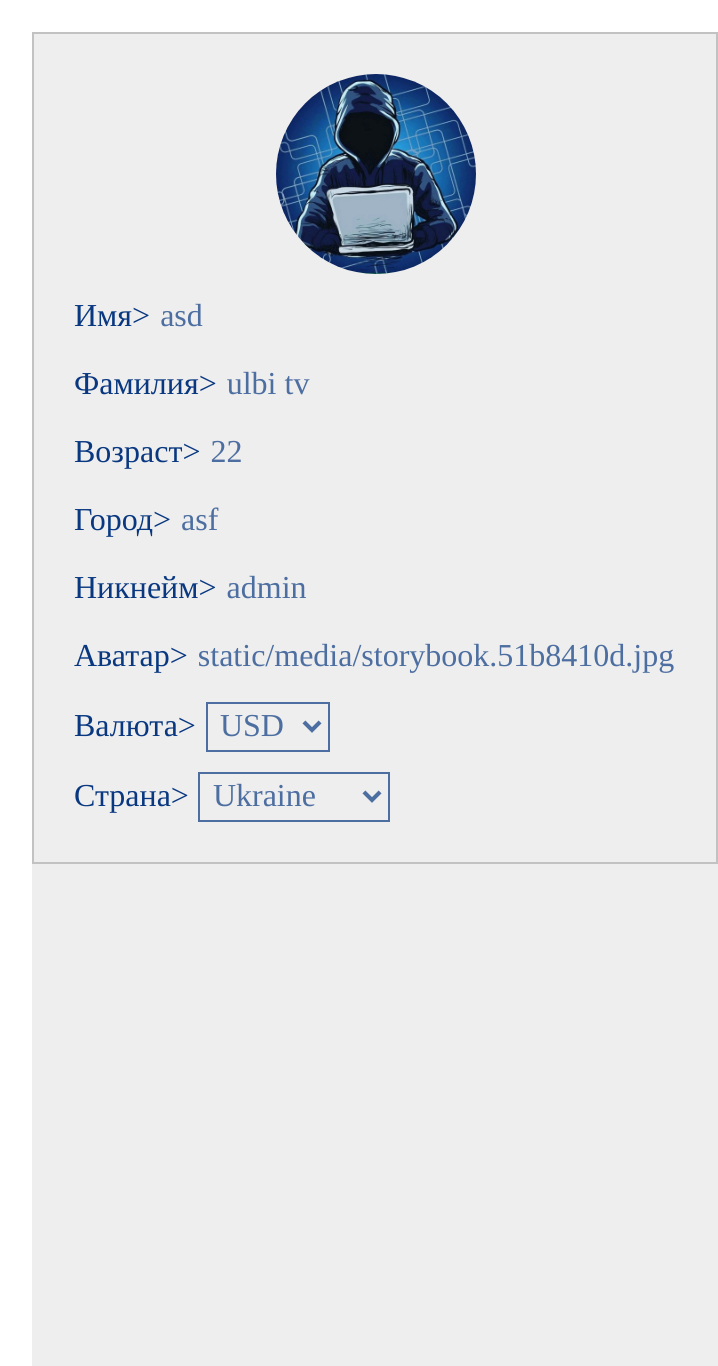 Имя> asd
Фамилия> ulbi tv
Возраст> 22
Город> asf
Никнейм> admin
Аватар> static/media/storybook.51b8410d.jpg
Валюта> USD
Страна> Ukraine